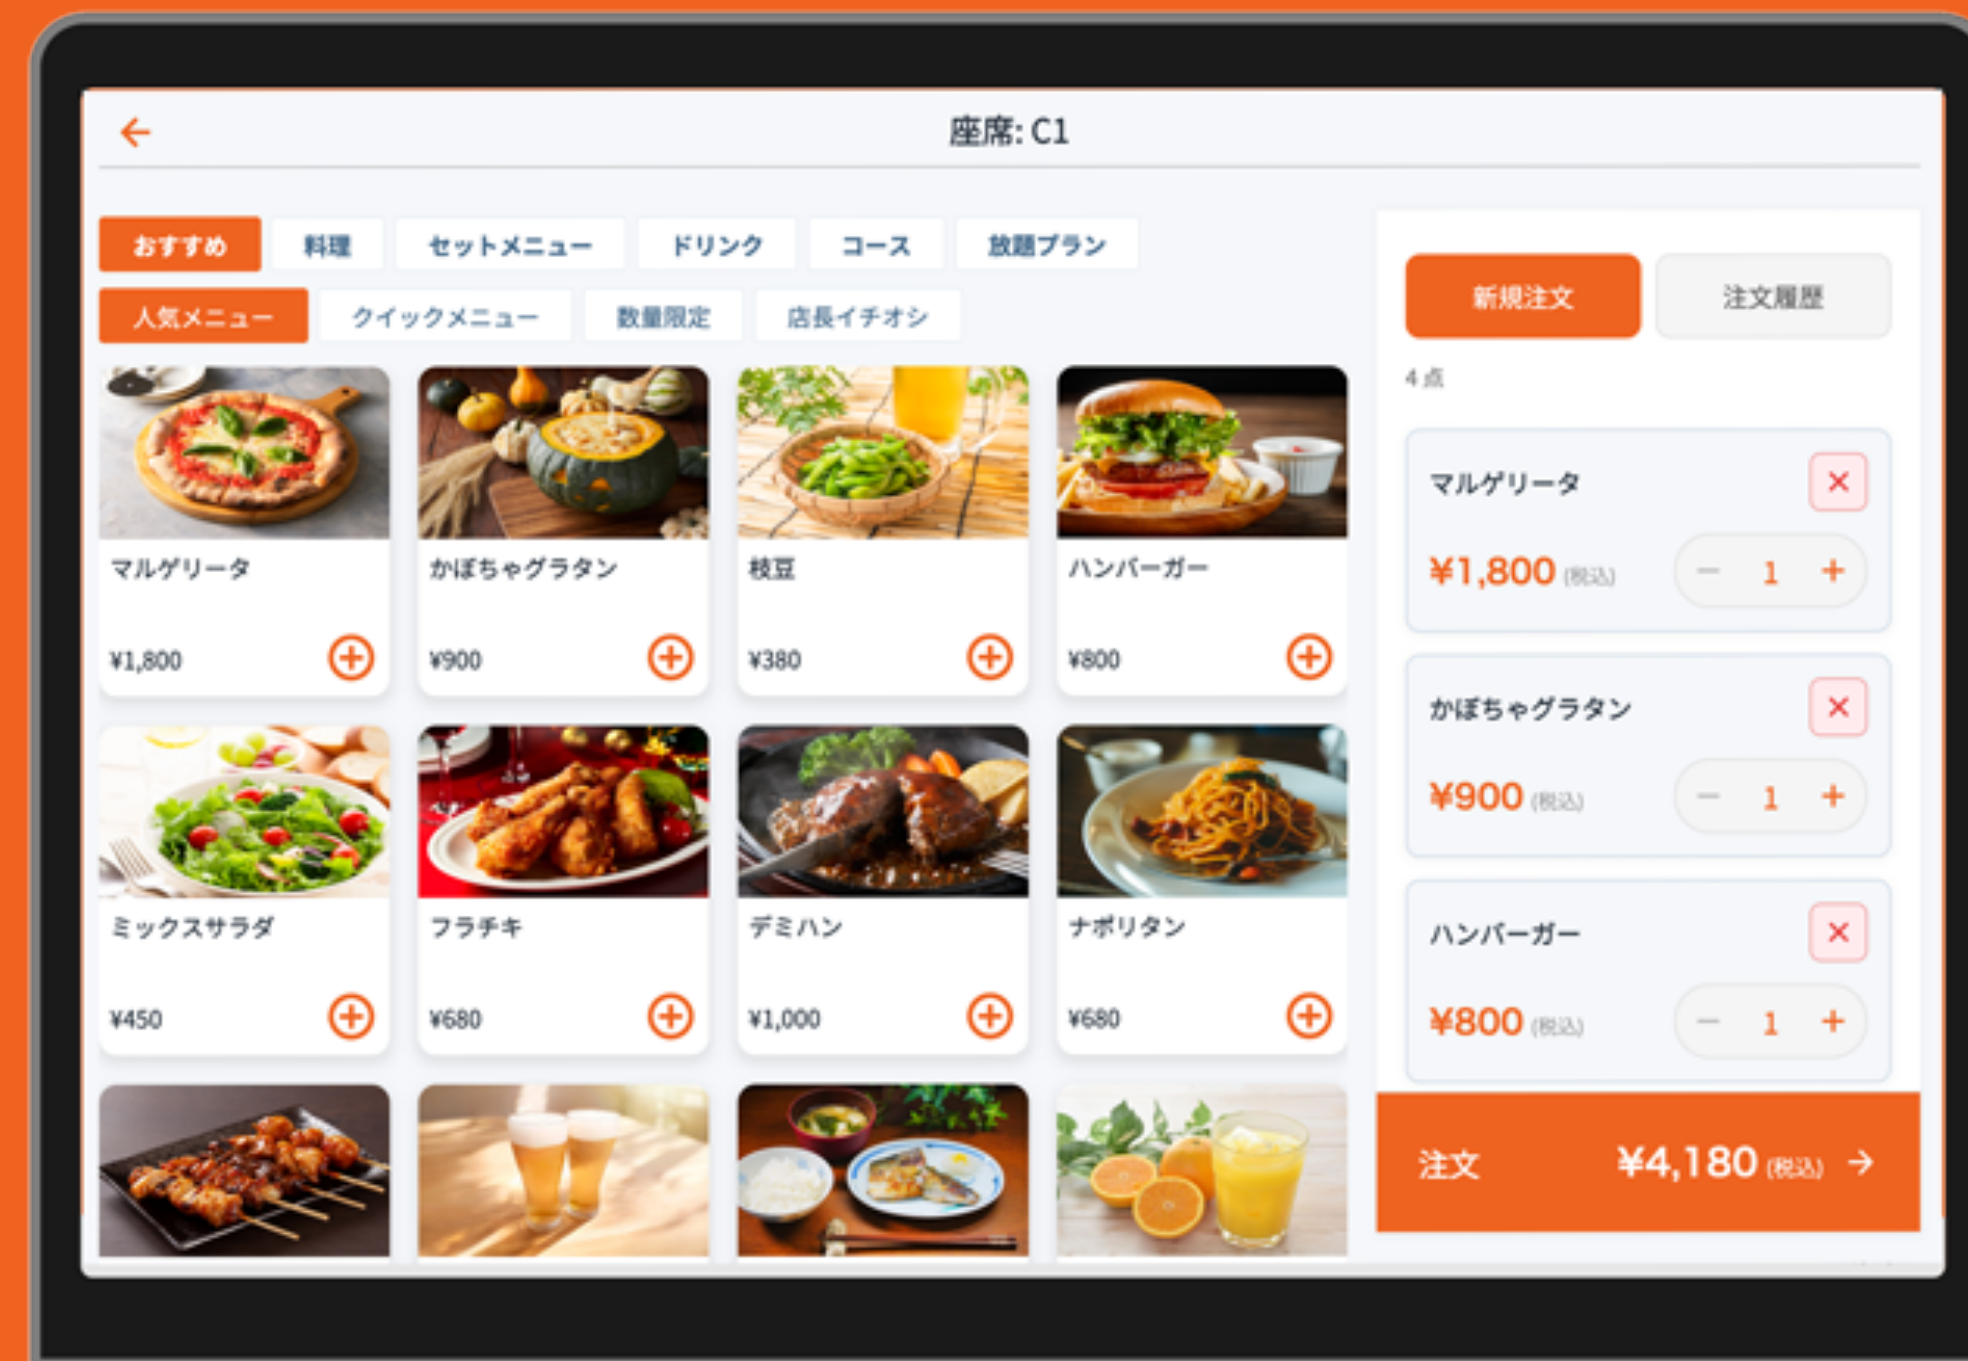 座席: C1
おすすめ 料理 セットメニュー ドリンク コース 放題プラン
人気メニュー クイックメニュー 数量限定 店長イチオシ
マルゲリータ かぼちゃグラタン 枝豆 ハンバーガー
¥1,800 ¥900 ¥380 ¥800
ミックスサラダ フラチキ デミハン ナポリタン
¥450 ¥680 ¥1,000 ¥680
新規注文 注文履歴
4点
マルゲリータ
¥1,800 (税込) − 1 +
かぼちゃグラタン
¥900 (税込) − 1 +
ハンバーガー
¥800 (税込) − 1 +
注文 ¥4,180 (税込) →